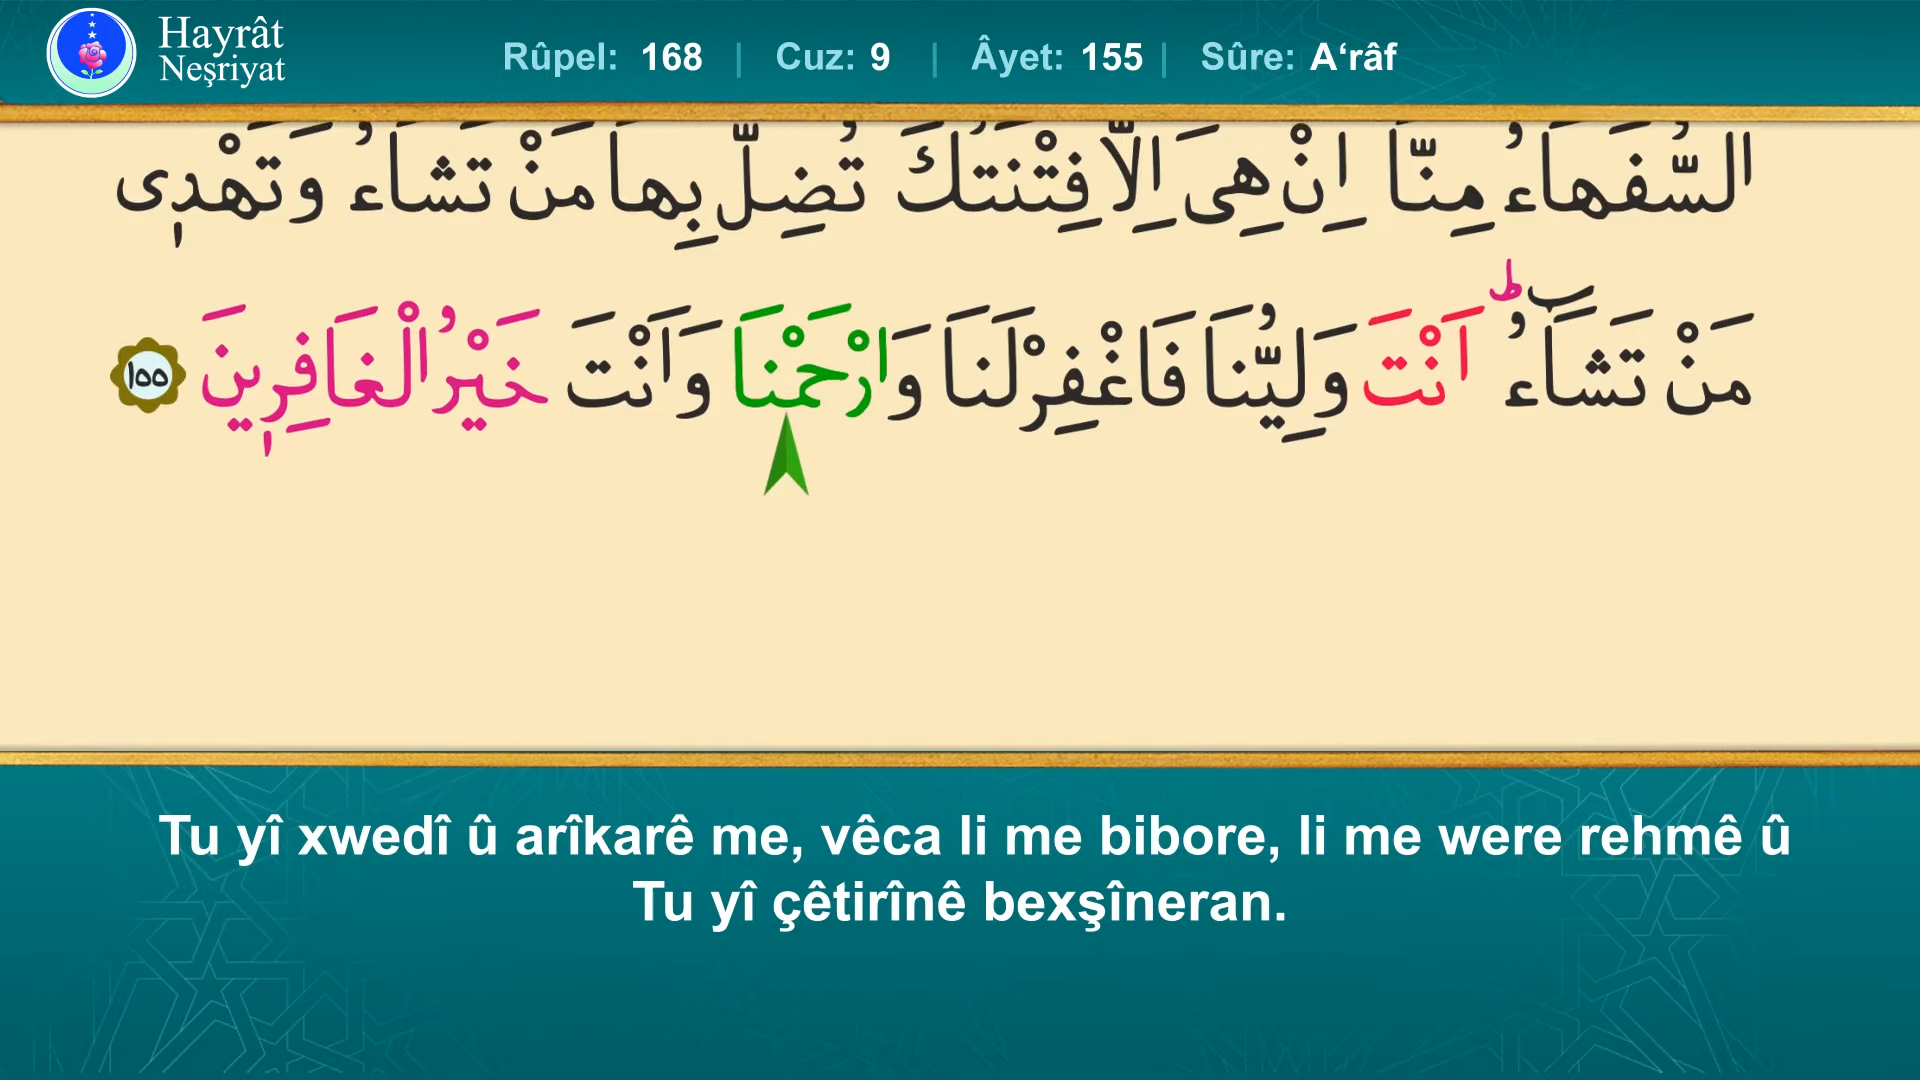 Hayrât
Neşriyat
Rûpel: 168 | Cuz: 9 | Âyet: 155 | Sûre: A‘râf
السُّفَهَاءُ مِنَّا اِنْ هِىَ اِلَّا فِتْنَتُكَ تُضِلُّ بِهَا مَنْ تَشَاءُ وَتَهْدٖى
مَنْ تَشَاءُ ط اَنْتَ وَلِيُّنَا فَاغْفِرْلَنَا وَارْحَمْنَا وَاَنْتَ خَيْرُ الْغَافِرٖينَ ١٥٥
Tu yî xwedî û arîkarê me, vêca li me bibore, li me were rehmê û
Tu yî çêtirînê bexşîneran.